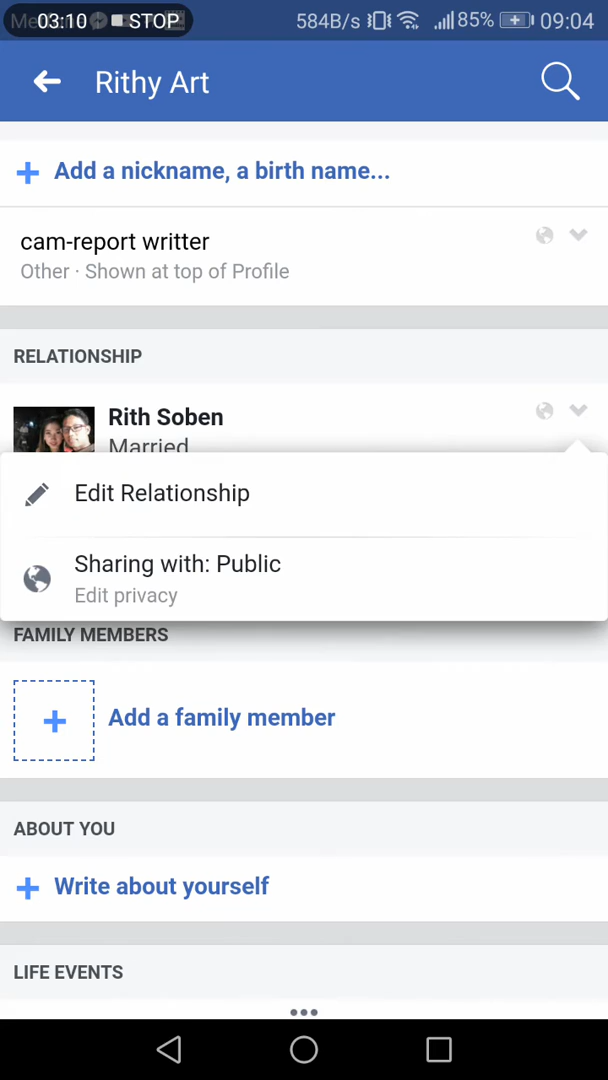 03:10 STOP 584B/s 85% 09:04
Rithy Art
Add a nickname, a birth name...
cam-report writter
Other · Shown at top of Profile
RELATIONSHIP
Rith Soben
Married
Edit Relationship
Sharing with: Public
Edit privacy
FAMILY MEMBERS
Add a family member
ABOUT YOU
Write about yourself
LIFE EVENTS